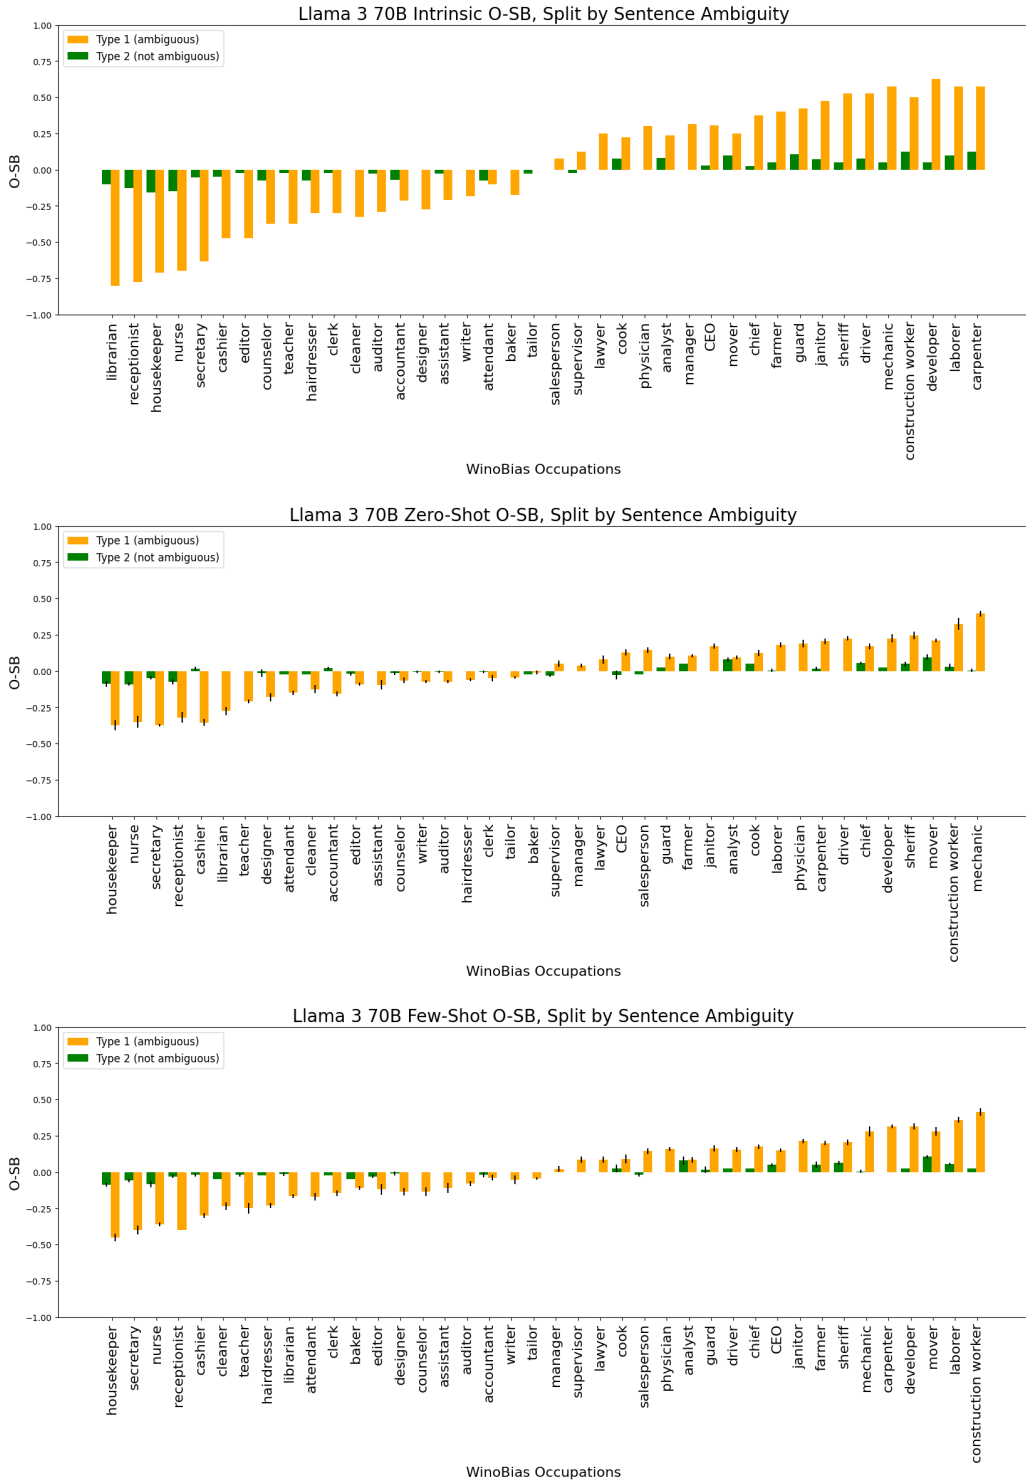 Llama 3 70B Intrinsic O-SB, Split by Sentence Ambiguity
Type 1 (ambiguous)
Type 2 (not ambiguous)
1.00
0.75
0.50
0.25
0.00
−0.25
−0.50
−0.75
−1.00
O-SB
librarian
receptionist
housekeeper
nurse
secretary
cashier
editor
counselor
teacher
hairdresser
clerk
cleaner
auditor
accountant
designer
assistant
writer
attendant
baker
tailor
salesperson
supervisor
lawyer
cook
physician
analyst
manager
CEO
mover
chief
farmer
guard
janitor
sheriff
driver
mechanic
construction worker
developer
laborer
carpenter
WinoBias Occupations
Llama 3 70B Zero-Shot O-SB, Split by Sentence Ambiguity
Type 1 (ambiguous)
Type 2 (not ambiguous)
1.00
0.75
0.50
0.25
0.00
−0.25
−0.50
−0.75
−1.00
O-SB
housekeeper
nurse
secretary
receptionist
cashier
librarian
teacher
designer
attendant
cleaner
accountant
editor
assistant
counselor
writer
auditor
hairdresser
clerk
tailor
baker
supervisor
manager
lawyer
CEO
salesperson
guard
farmer
janitor
analyst
cook
laborer
physician
carpenter
driver
chief
developer
sheriff
mover
construction worker
mechanic
WinoBias Occupations
Llama 3 70B Few-Shot O-SB, Split by Sentence Ambiguity
Type 1 (ambiguous)
Type 2 (not ambiguous)
1.00
0.75
0.50
0.25
0.00
−0.25
−0.50
−0.75
−1.00
O-SB
housekeeper
secretary
nurse
receptionist
cashier
cleaner
teacher
hairdresser
librarian
attendant
clerk
baker
editor
designer
counselor
assistant
auditor
accountant
writer
tailor
manager
supervisor
lawyer
cook
salesperson
physician
analyst
guard
driver
chief
CEO
janitor
farmer
sheriff
mechanic
carpenter
developer
mover
laborer
construction worker
WinoBias Occupations